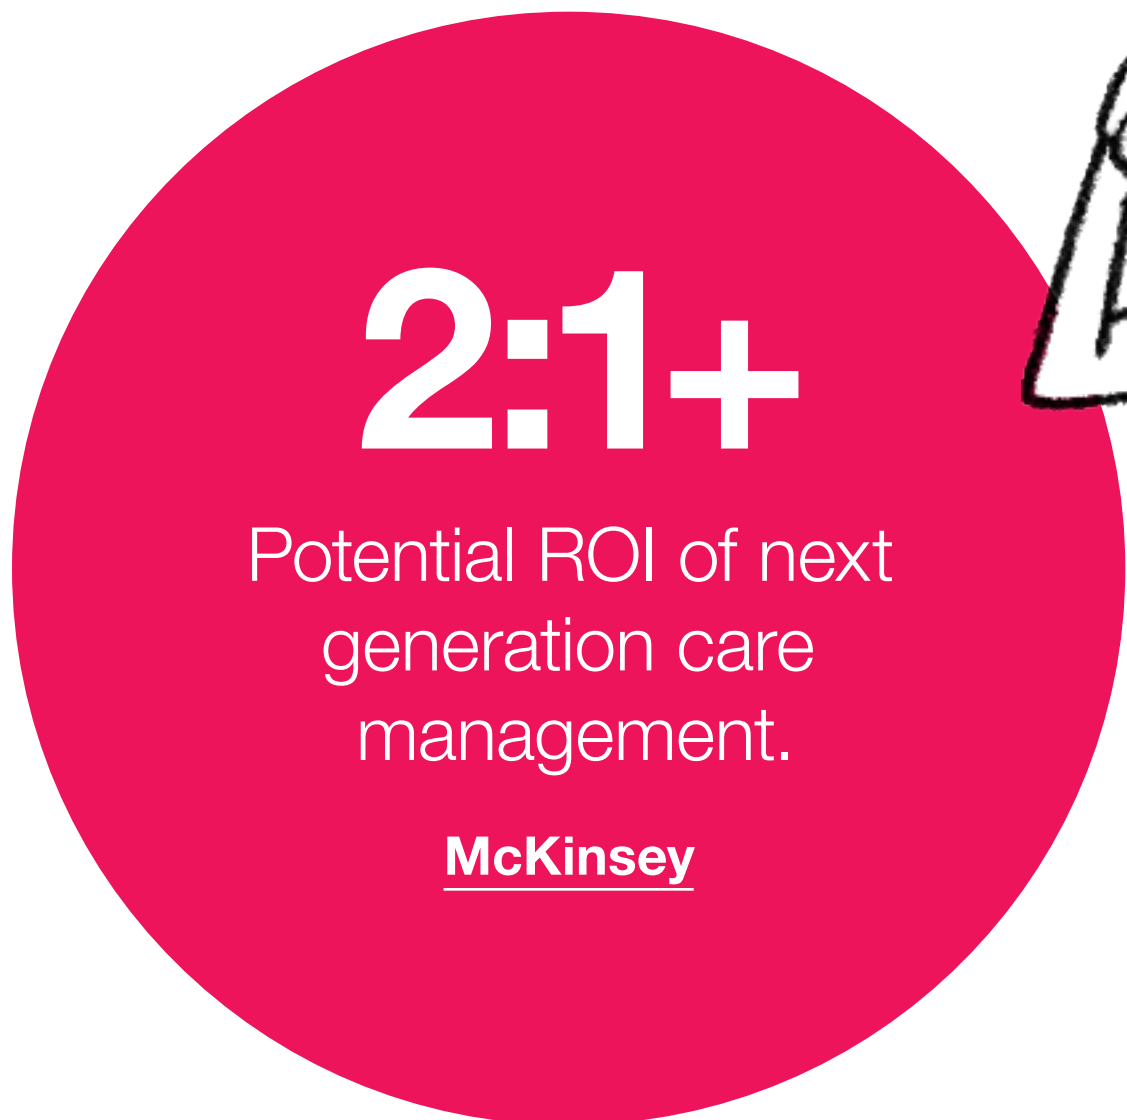 2:1+
Potential ROI of next
generation care
management.
McKinsey